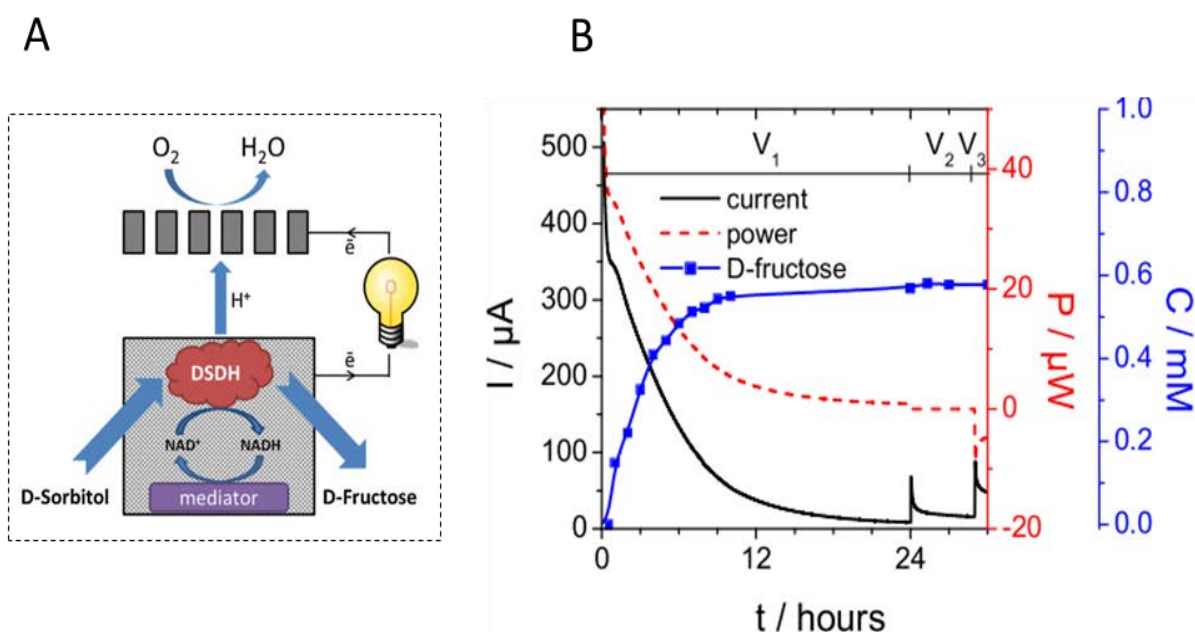 A
O₂ H₂O
ē
H⁺
ē
DSDH
NAD⁺ NADH
D-Sorbitol mediator D-Fructose
B
V₁ V₂ V₃
current
power
D-fructose
I / µA
500
400
300
200
100
0
P / µW
40
20
0
-20
C / mM
1.0
0.8
0.6
0.4
0.2
0.0
0 12 24
t / hours